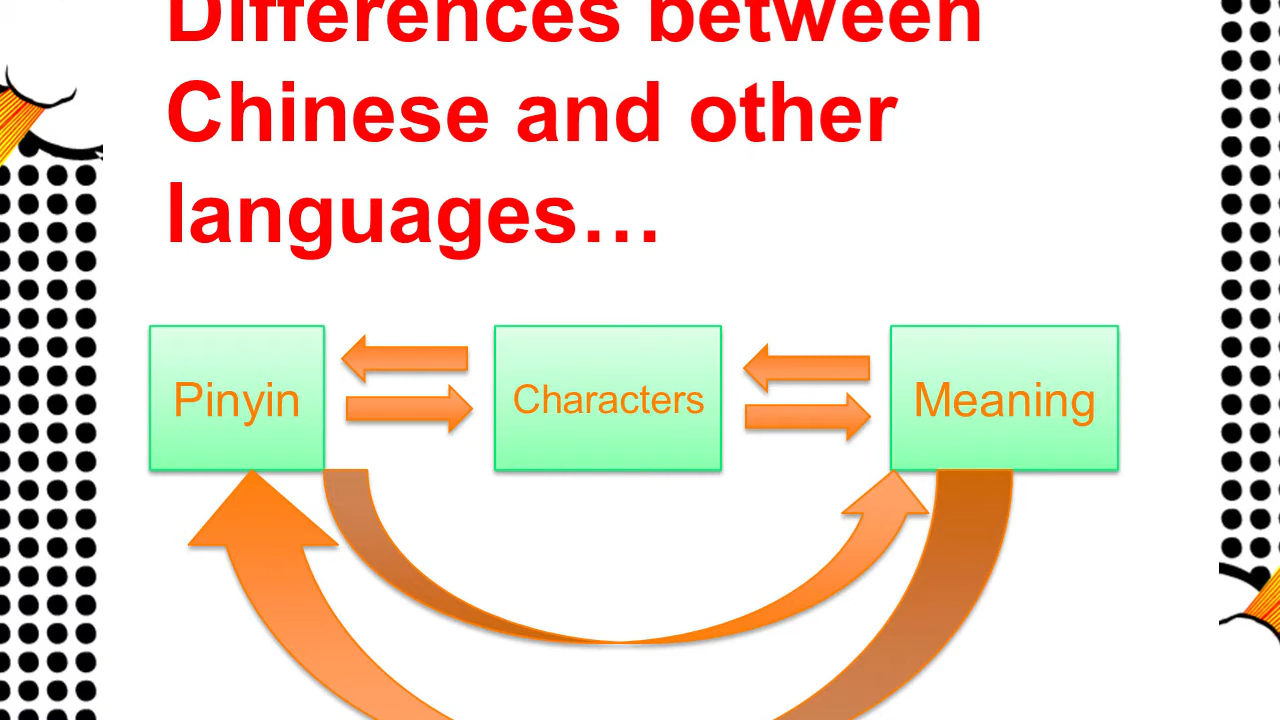 Differences between
Chinese and other
languages…
Pinyin
Characters
Meaning